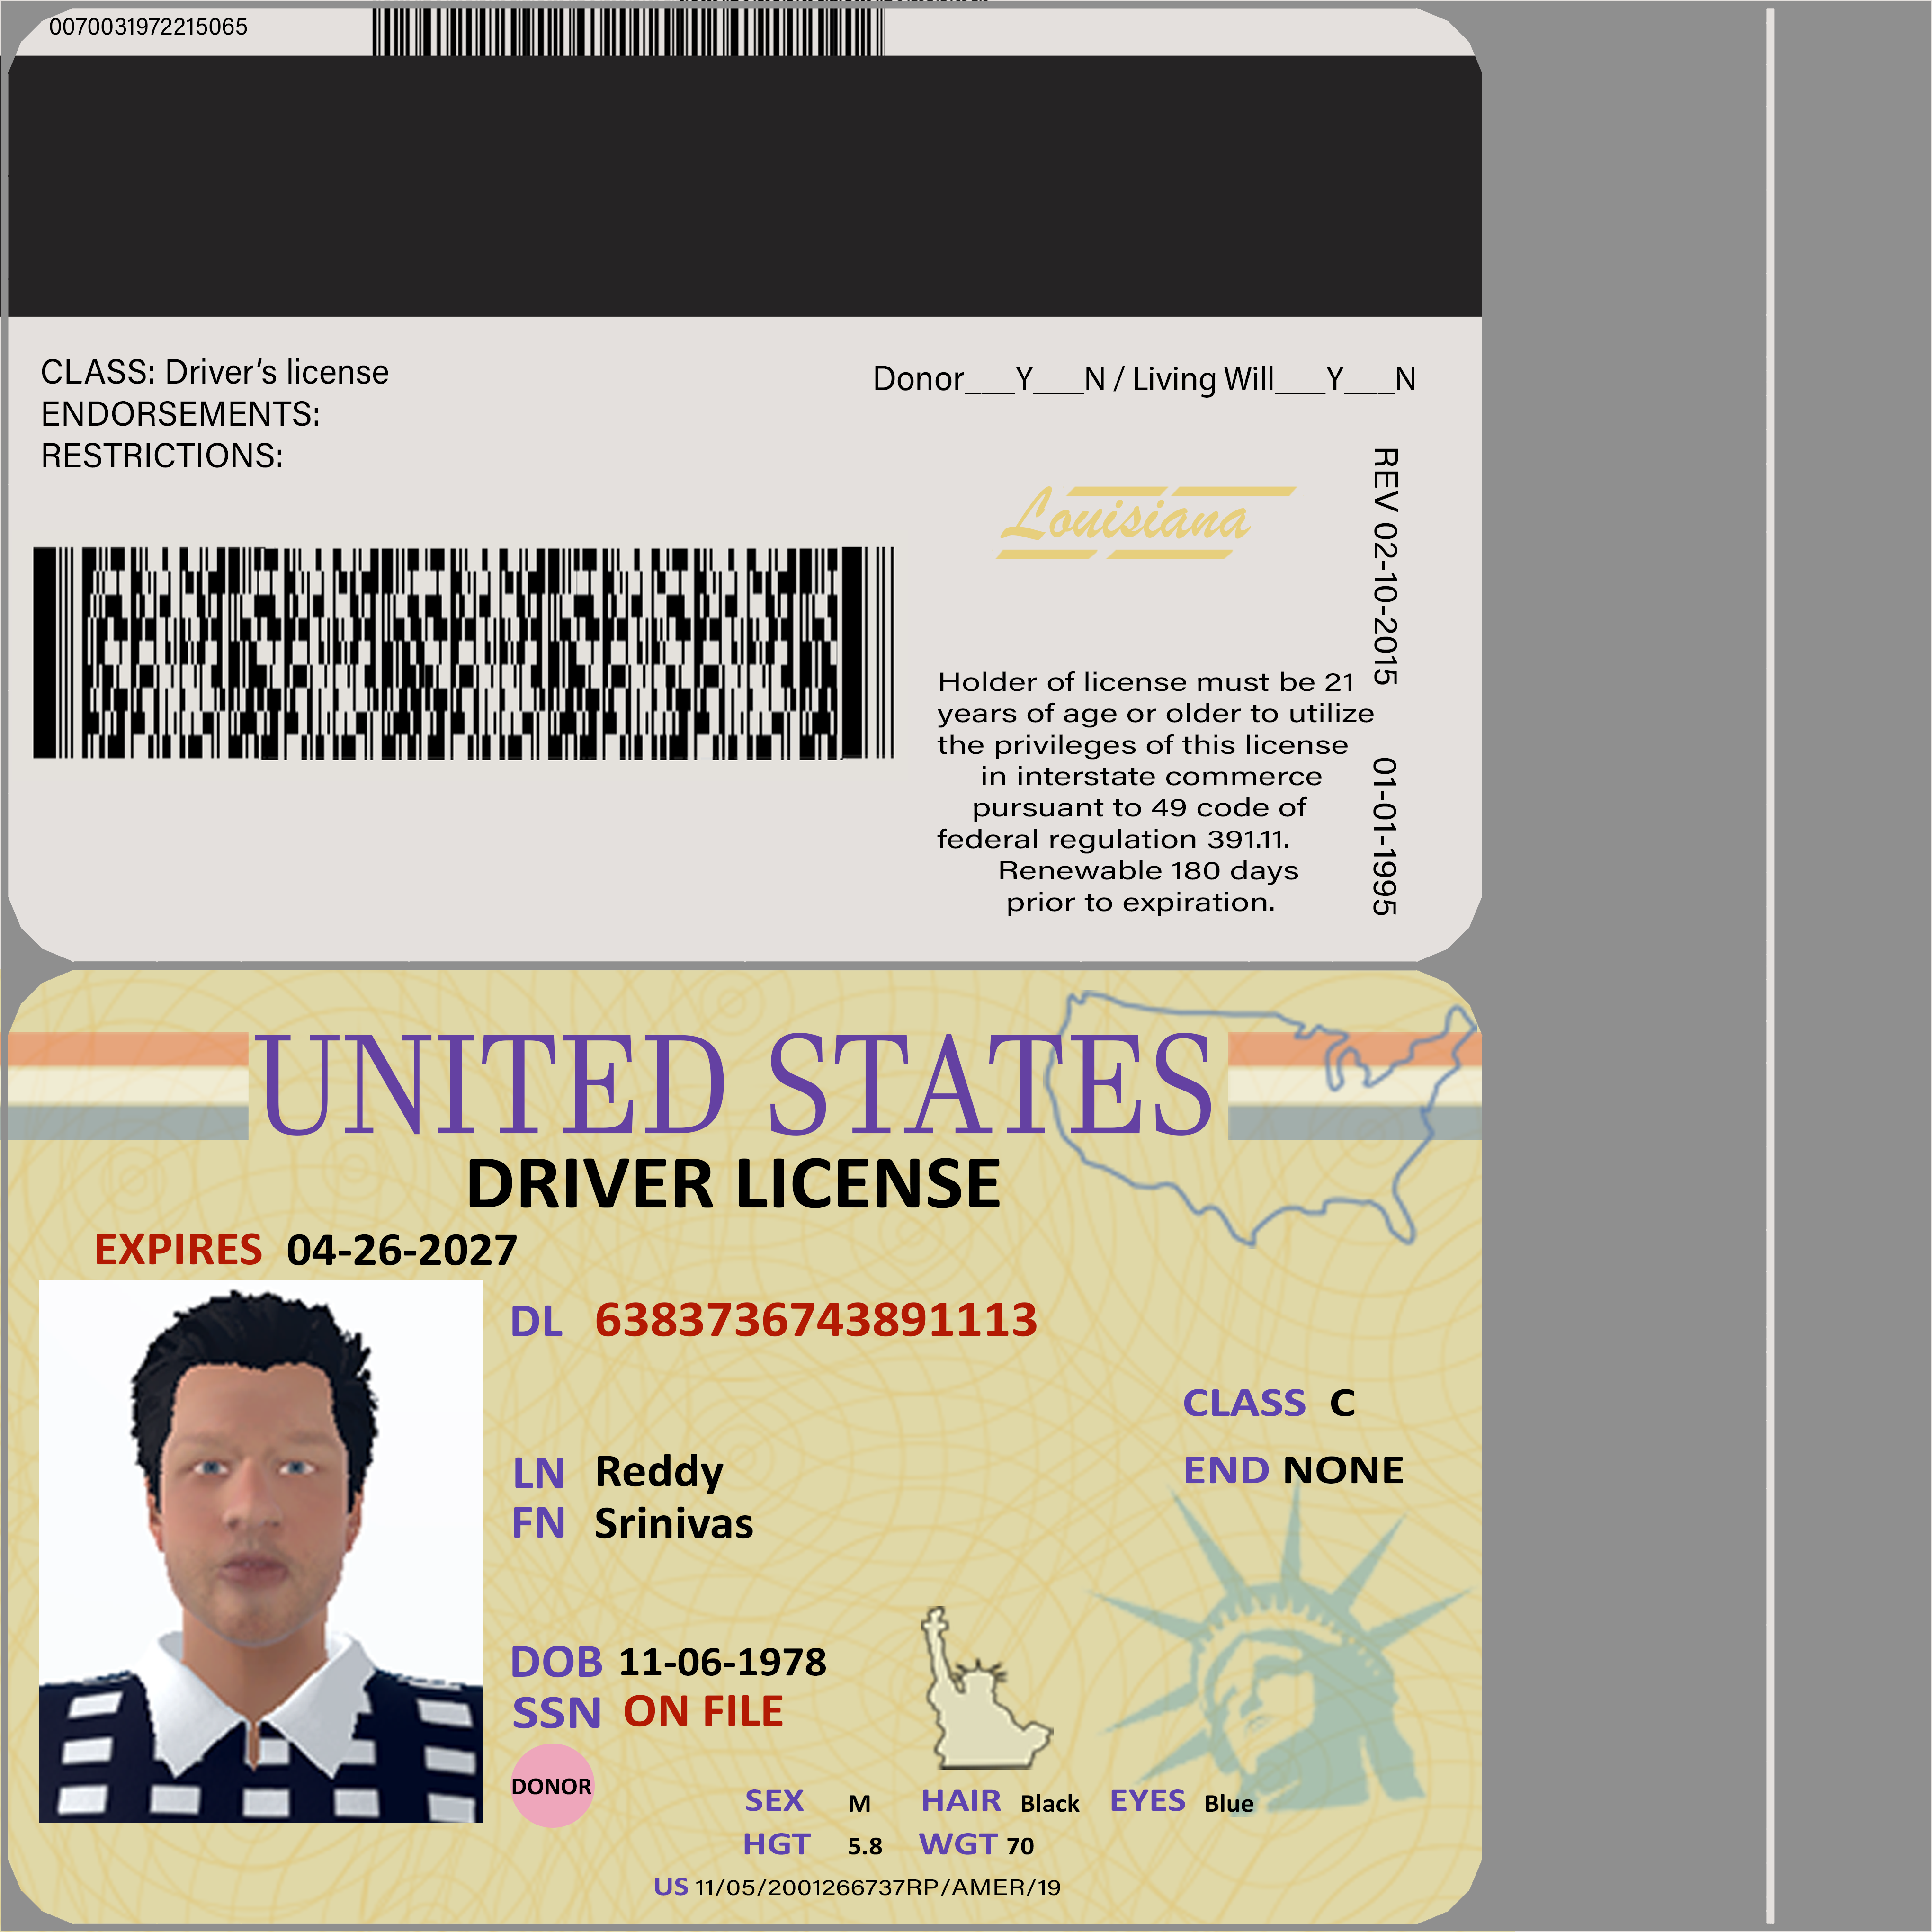 0070031972215065
CLASS: Driver's license
ENDORSEMENTS:
RESTRICTIONS:
Donor___Y___N / Living Will___Y___N
Louisiana
REV 02-10-2015 01-01-1995
Holder of license must be 21
years of age or older to utilize
the privileges of this license
in interstate commerce
pursuant to 49 code of
federal regulation 391.11.
Renewable 180 days
prior to expiration.
UNITED STATES
DRIVER LICENSE
EXPIRES 04-26-2027
DL 6383736743891113
CLASS C
END NONE
LN Reddy
FN Srinivas
DOB 11-06-1978
SSN ON FILE
DONOR
SEX M HAIR Black EYES Blue
HGT 5.8 WGT 70
US 11/05/2001266737RP/AMER/19